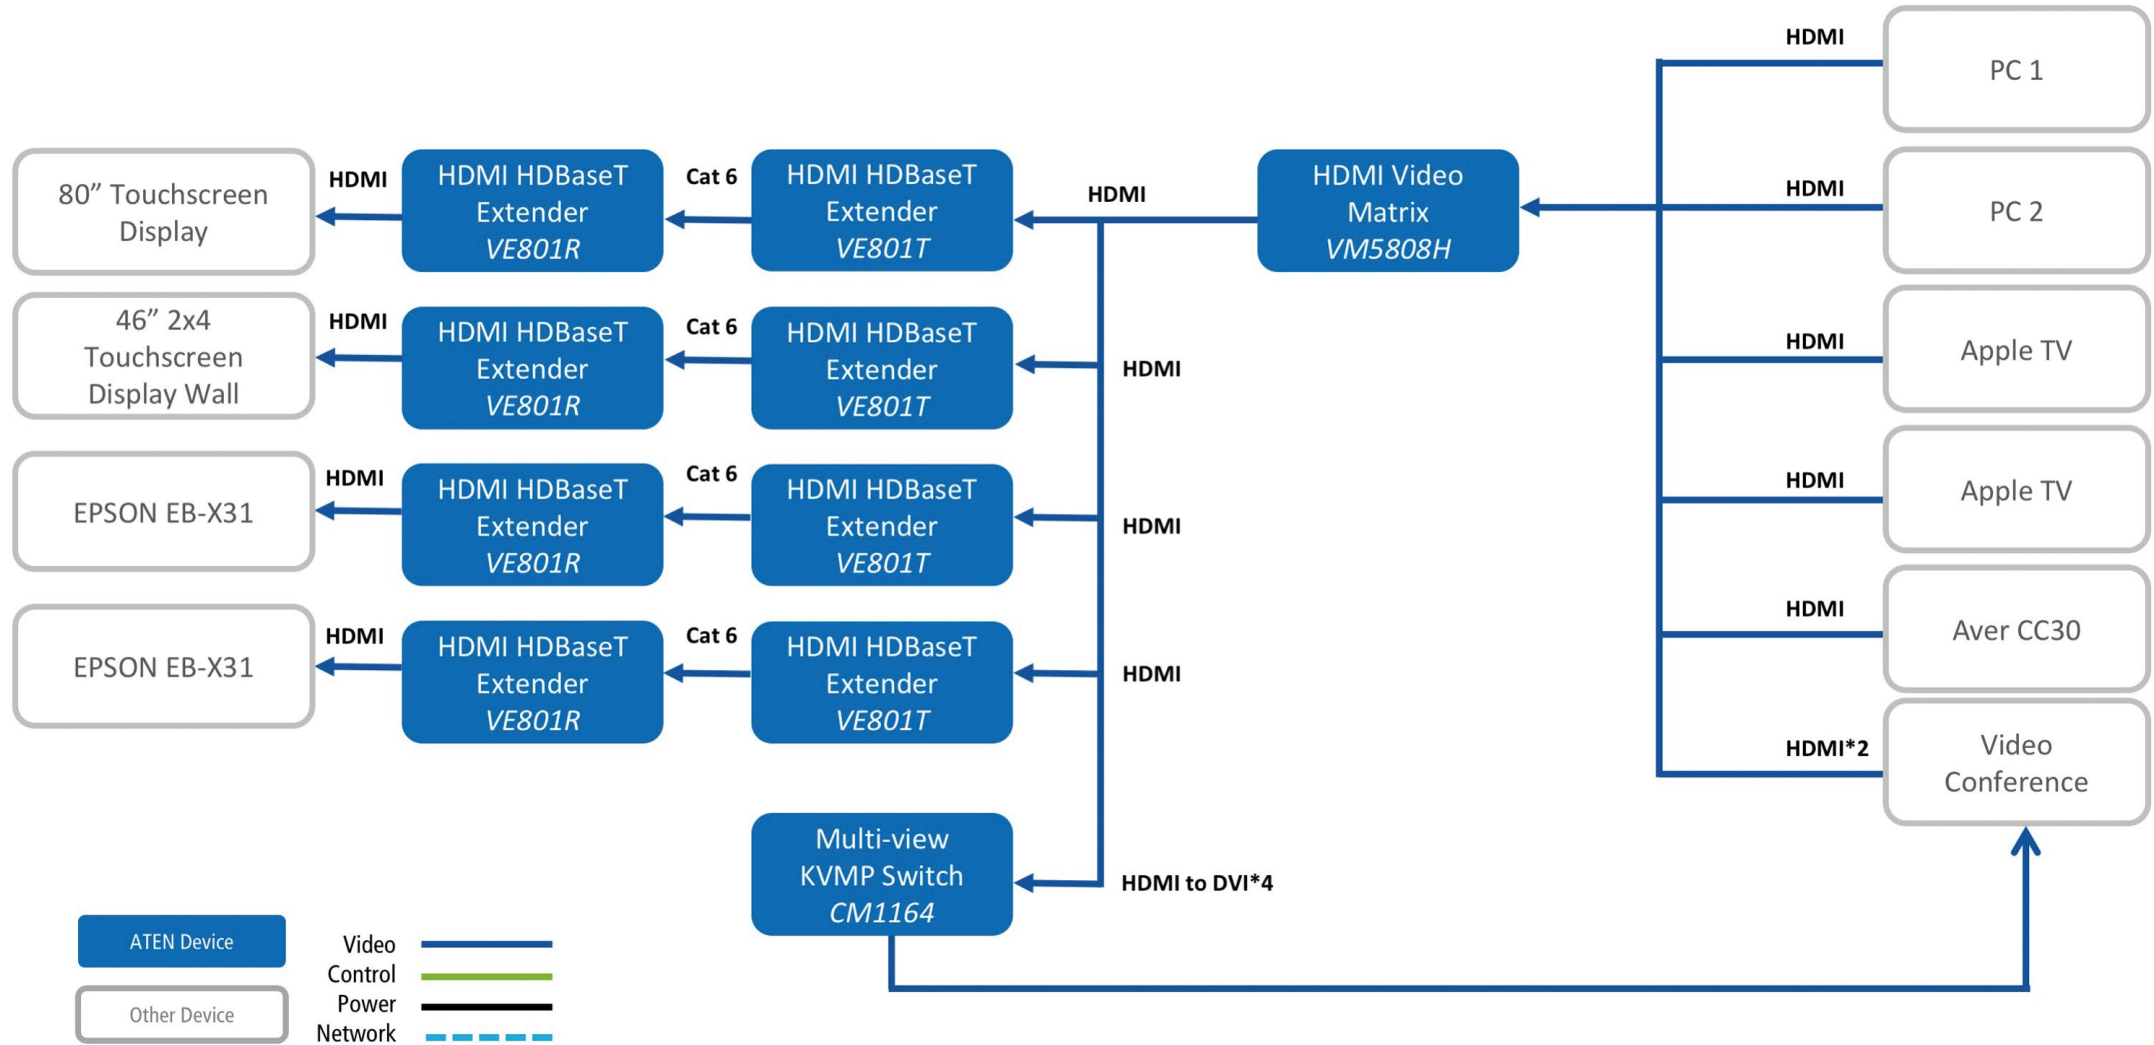 HDMI
PC 1
HDMI
PC 2
HDMI
Apple TV
HDMI
Apple TV
HDMI
Aver CC30
HDMI*2
Video
Conference
HDMI Video
Matrix
VM5808H
HDMI
80” Touchscreen
Display
HDMI
HDMI HDBaseT
Extender
VE801R
Cat 6
HDMI HDBaseT
Extender
VE801T
46” 2x4
Touchscreen
Display Wall
HDMI
HDMI HDBaseT
Extender
VE801R
Cat 6
HDMI HDBaseT
Extender
VE801T
HDMI
EPSON EB-X31
HDMI
HDMI HDBaseT
Extender
VE801R
Cat 6
HDMI HDBaseT
Extender
VE801T
HDMI
EPSON EB-X31
HDMI
HDMI HDBaseT
Extender
VE801R
Cat 6
HDMI HDBaseT
Extender
VE801T
HDMI
Multi-view
KVMP Switch
CM1164
HDMI to DVI*4
ATEN Device
Other Device
Video
Control
Power
Network